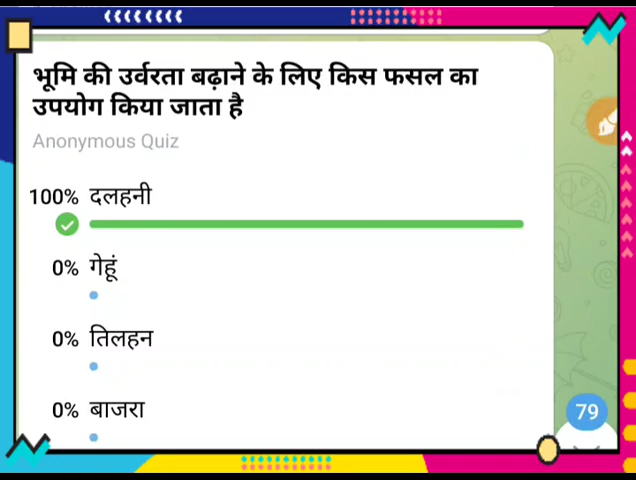 भूमि की उर्वरता बढ़ाने के लिए किस फसल का
उपयोग किया जाता है
Anonymous Quiz
100% दलहनी
0% गेहूं
0% तिलहन
0% बाजरा
79